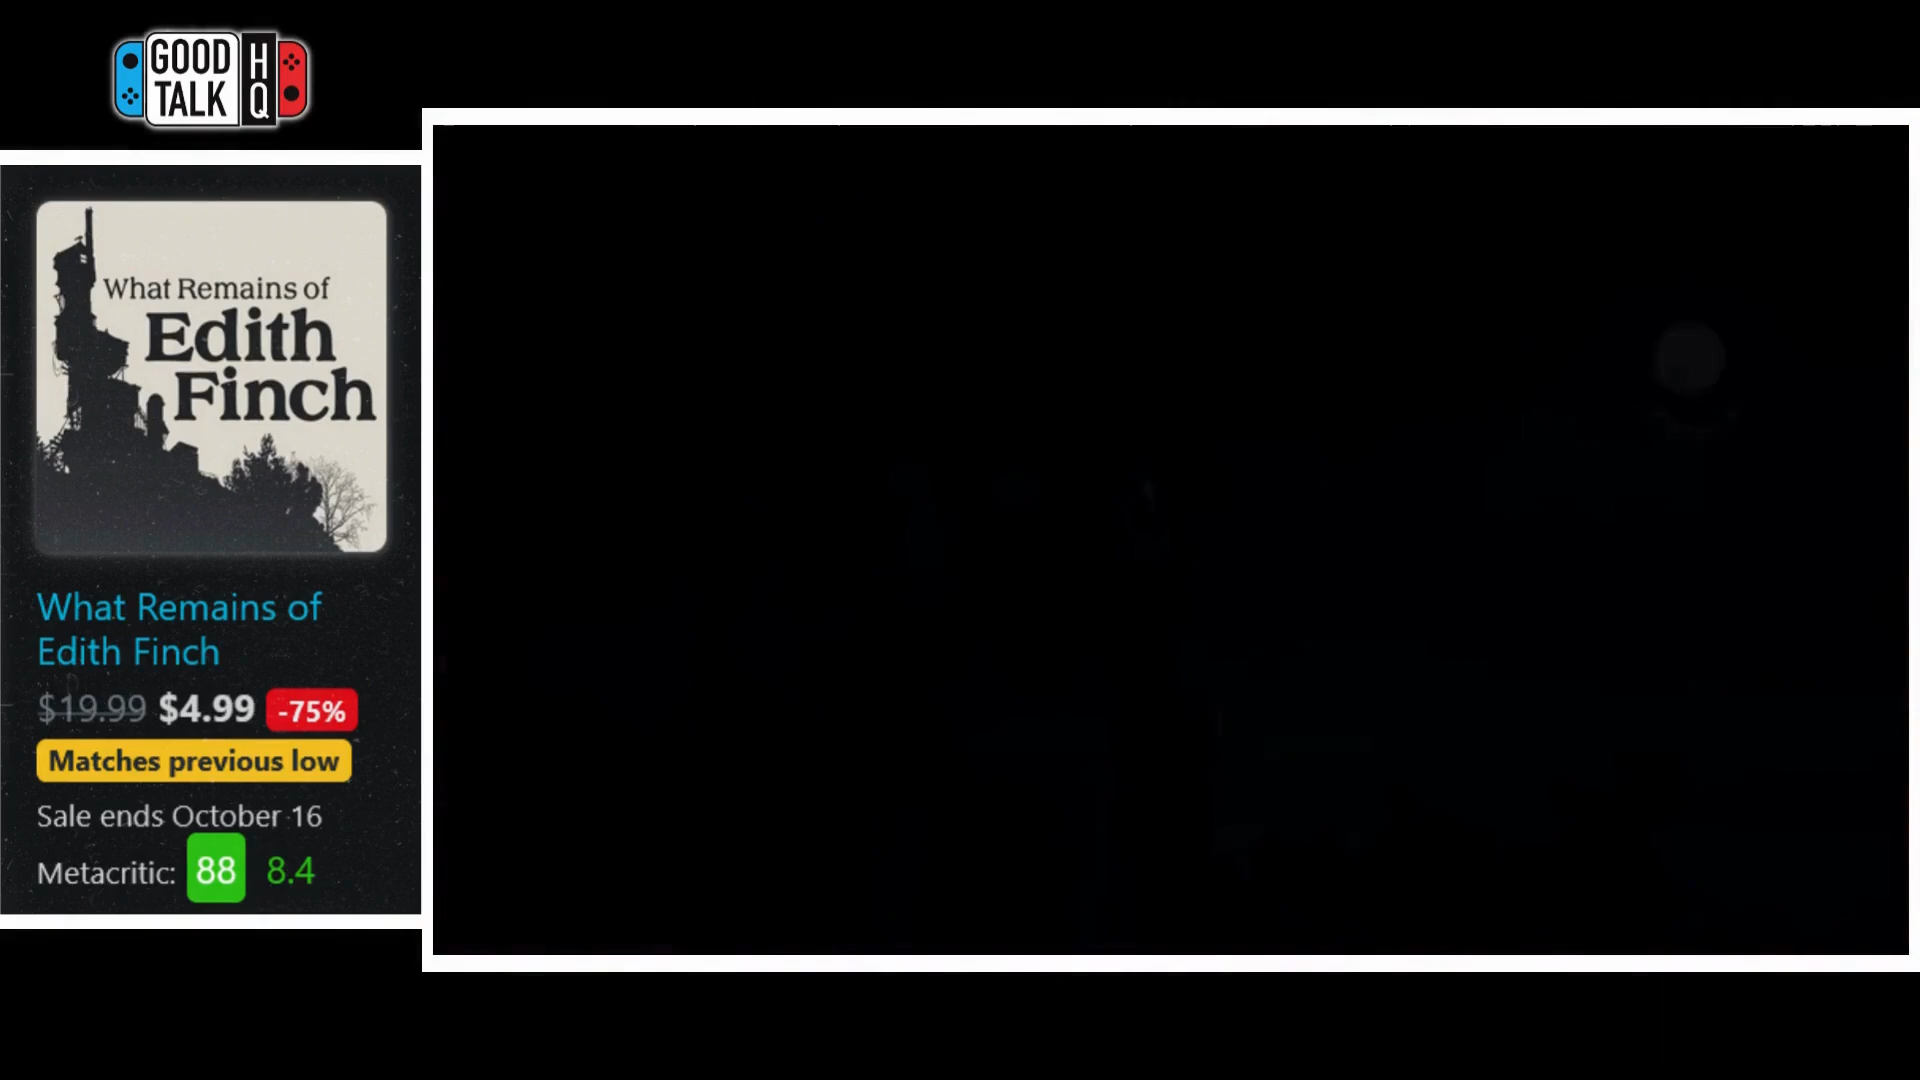 GOOD
TALK
HQ
What Remains of
Edith
Finch
What Remains of
Edith Finch
$19.99 $4.99 -75%
Matches previous low
Sale ends October 16
Metacritic: 88 8.4